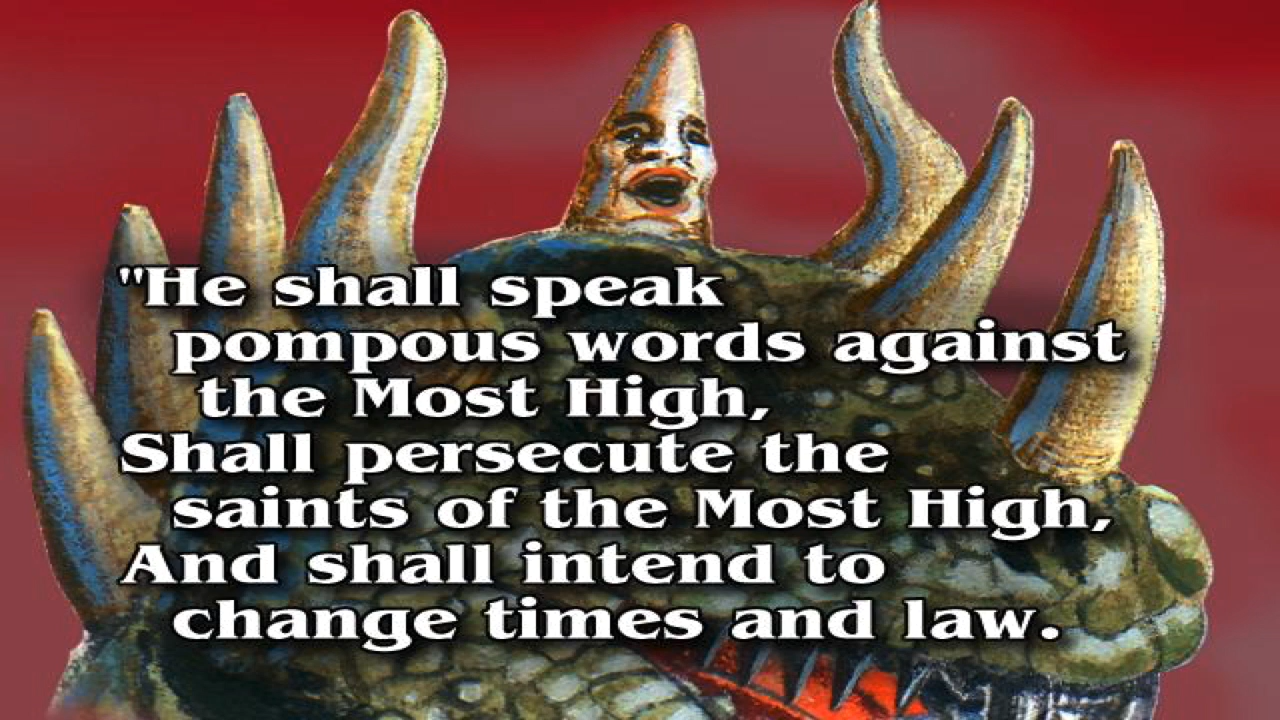 "He shall speak
pompous words against
the Most High,
Shall persecute the
saints of the Most High,
And shall intend to
change times and law.